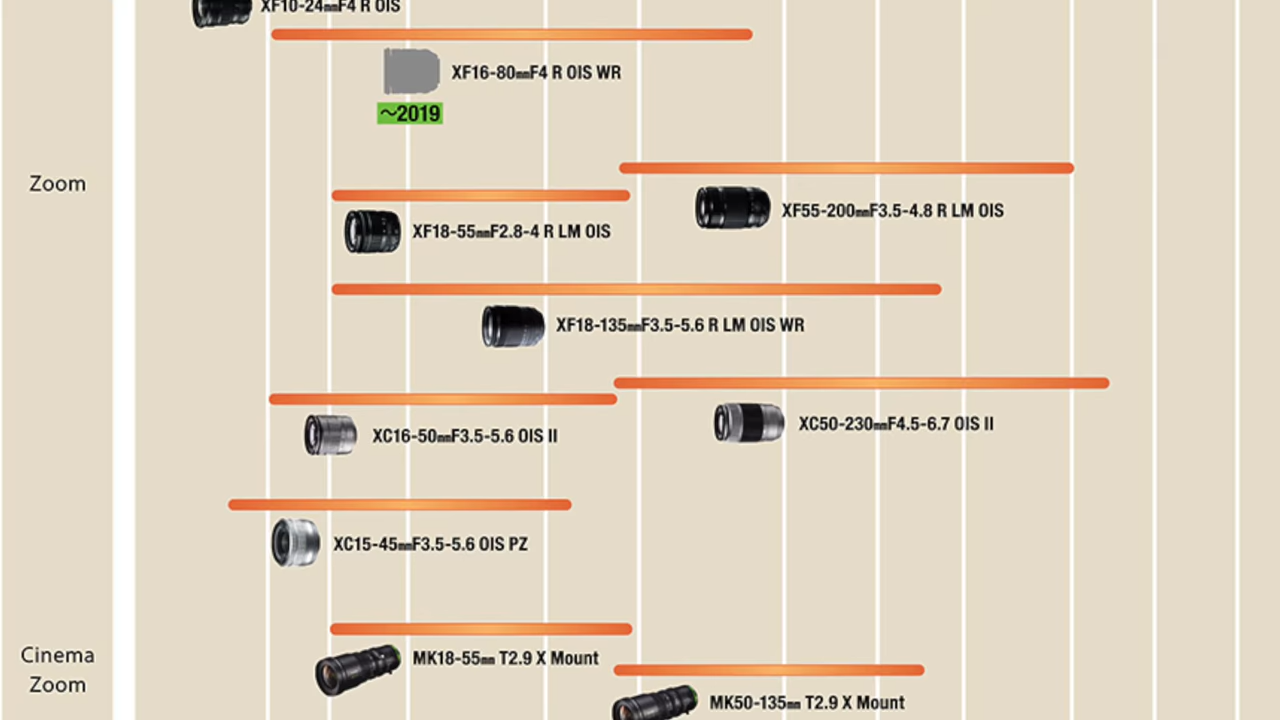 XF10-24mmF4 R OIS
XF16-80mmF4 R OIS WR
~2019
Zoom
XF55-200mmF3.5-4.8 R LM OIS
XF18-55mmF2.8-4 R LM OIS
XF18-135mmF3.5-5.6 R LM OIS WR
XC50-230mmF4.5-6.7 OIS II
XC16-50mmF3.5-5.6 OIS II
XC15-45mmF3.5-5.6 OIS PZ
Cinema
Zoom
MK18-55mm T2.9 X Mount
MK50-135mm T2.9 X Mount